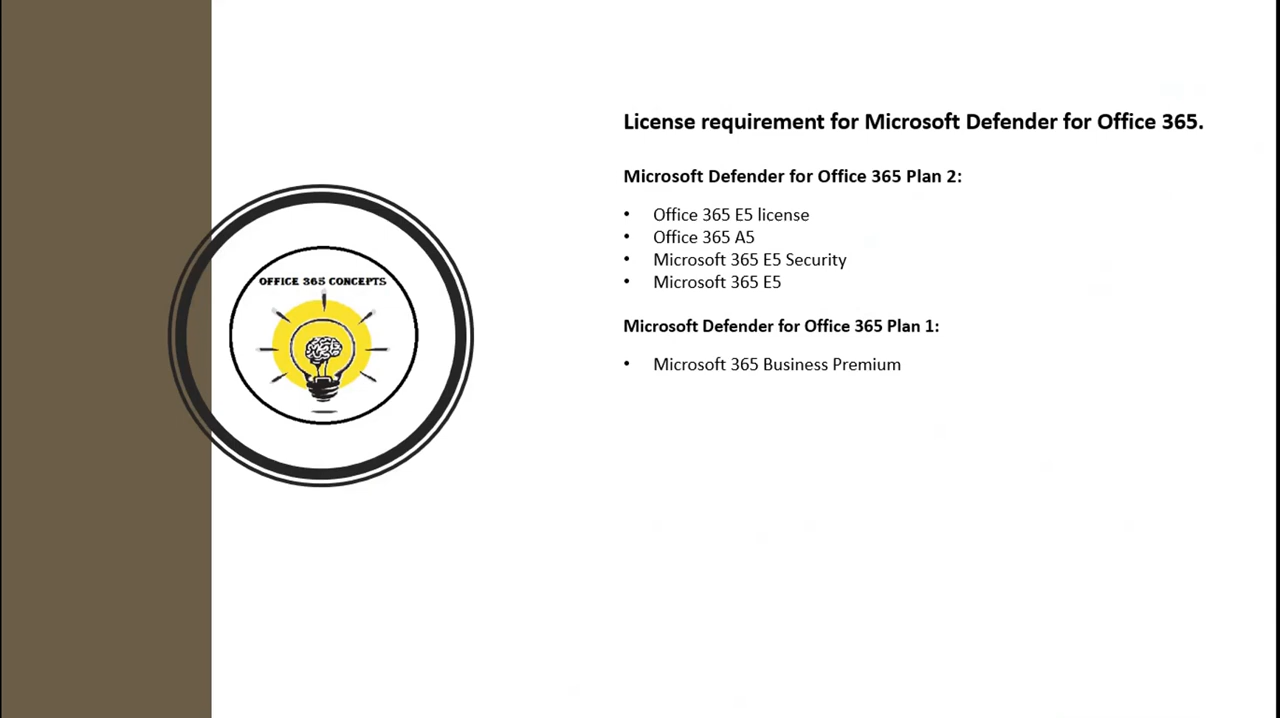 License requirement for Microsoft Defender for Office 365.
Microsoft Defender for Office 365 Plan 2:
• Office 365 E5 license
• Office 365 A5
• Microsoft 365 E5 Security
• Microsoft 365 E5
Microsoft Defender for Office 365 Plan 1:
• Microsoft 365 Business Premium
OFFICE 365 CONCEPTS